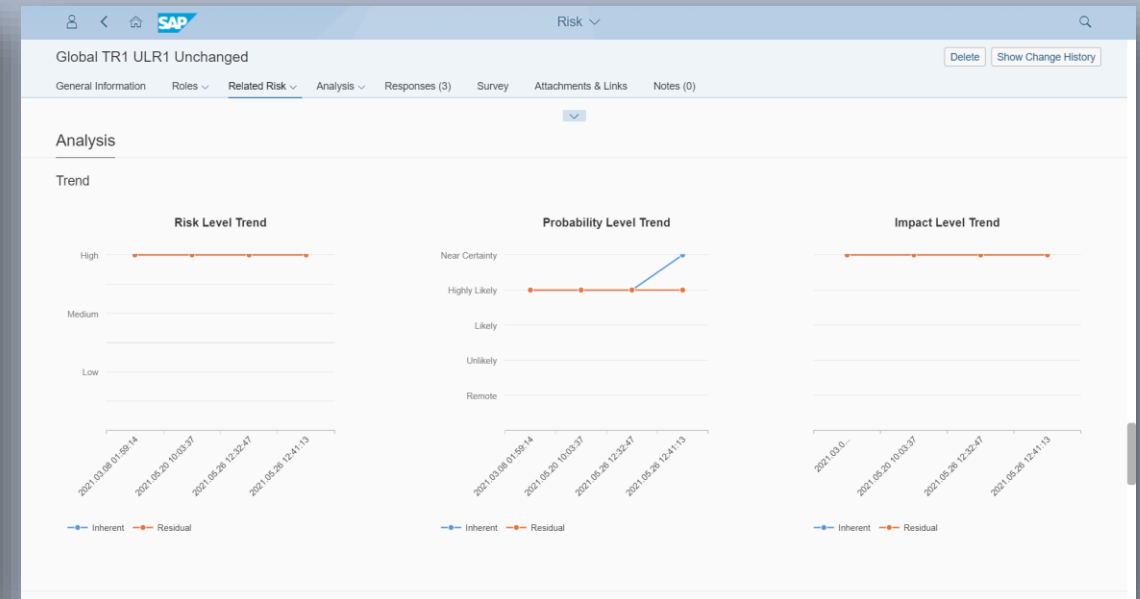 SAP
Risk
Global TR1 ULR1 Unchanged
Delete
Show Change History
General Information
Roles
Related Risk
Analysis
Responses (3)
Survey
Attachments & Links
Notes (0)
Analysis
Trend
Risk Level Trend
High
Medium
Low
2021.03.08 01:59:14
2021.05.20 10:03:37
2021.05.26 12:32:47
2021.05.26 12:41:13
Inherent
Residual
Probability Level Trend
Near Certainty
Highly Likely
Likely
Unlikely
Remote
2021.03.08 01:59:14
2021.05.20 10:03:37
2021.05.26 12:32:47
2021.05.26 12:41:13
Inherent
Residual
Impact Level Trend
2021.03.0...
2021.05.20 10:03:37
2021.05.26 12:32:47
2021.05.26 12:41:13
Inherent
Residual